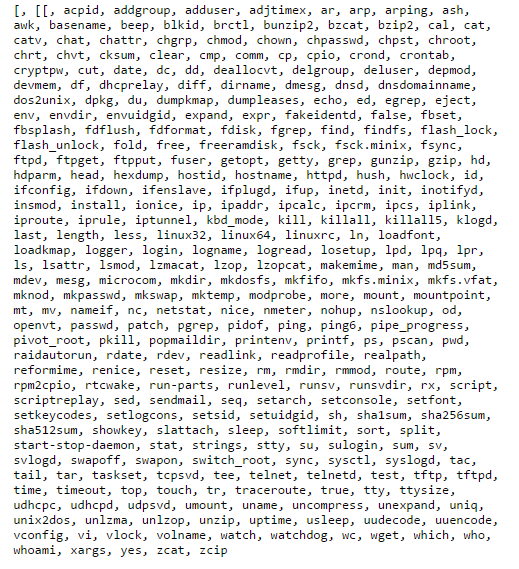 [, [[, acpid, addgroup, adduser, adjtimex, ar, arp, arping, ash,
awk, basename, beep, blkid, brctl, bunzip2, bzcat, bzip2, cal, cat,
catv, chat, chattr, chgrp, chmod, chown, chpasswd, chpst, chroot,
chrt, chvt, cksum, clear, cmp, comm, cp, cpio, crond, crontab,
cryptpw, cut, date, dc, dd, deallocvt, delgroup, deluser, depmod,
devmem, df, dhcprelay, diff, dirname, dmesg, dnsd, dnsdomainname,
dos2unix, dpkg, du, dumpkmap, dumpleases, echo, ed, egrep, eject,
env, envdir, envuidgid, expand, expr, fakeidentd, false, fbset,
fbsplash, fdflush, fdformat, fdisk, fgrep, find, findfs, flash_lock,
flash_unlock, fold, free, freeramdisk, fsck, fsck.minix, fsync,
ftpd, ftpget, ftpput, fuser, getopt, getty, grep, gunzip, gzip, hd,
hdparm, head, hexdump, hostid, hostname, httpd, hush, hwclock, id,
ifconfig, ifdown, ifenslave, ifplugd, ifup, inetd, init, inotifyd,
insmod, install, ionice, ip, ipaddr, ipcalc, ipcrm, ipcs, iplink,
iproute, iprule, iptunnel, kbd_mode, kill, killall, killall5, klogd,
last, length, less, linux32, linux64, linuxrc, ln, loadfont,
loadkmap, logger, login, logname, logread, losetup, lpd, lpq, lpr,
ls, lsattr, lsmod, lzmacat, lzop, lzopcat, makemime, man, md5sum,
mdev, mesg, microcom, mkdir, mkdosfs, mkfifo, mkfs.minix, mkfs.vfat,
mknod, mkpasswd, mkswap, mktemp, modprobe, more, mount, mountpoint,
mt, mv, nameif, nc, netstat, nice, nmeter, nohup, nslookup, od,
openvt, passwd, patch, pgrep, pidof, ping, ping6, pipe_progress,
pivot_root, pkill, popmaildir, printenv, printf, ps, pscan, pwd,
raidautorun, rdate, rdev, readlink, readprofile, realpath,
reformime, renice, reset, resize, rm, rmdir, rmmod, route, rpm,
rpm2cpio, rtcwake, run-parts, runlevel, runsv, runsvdir, rx, script,
scriptreplay, sed, sendmail, seq, setarch, setconsole, setfont,
setkeycodes, setlogcons, setsid, setuidgid, sh, sha1sum, sha256sum,
sha512sum, showkey, slattach, sleep, softlimit, sort, split,
start-stop-daemon, stat, strings, stty, su, sulogin, sum, sv,
svlogd, swapoff, swapon, switch_root, sync, sysctl, syslogd, tac,
tail, tar, taskset, tcpsvd, tee, telnet, telnetd, test, tftp, tftpd,
time, timeout, top, touch, tr, traceroute, true, tty, ttysize,
udhcpc, udhcpd, udpsvd, umount, uname, uncompress, unexpand, uniq,
unix2dos, unlzma, unlzop, unzip, uptime, usleep, uudecode, uuencode,
vconfig, vi, vlock, volname, watch, watchdog, wc, wget, which, who,
whoami, xargs, yes, zcat, zcip